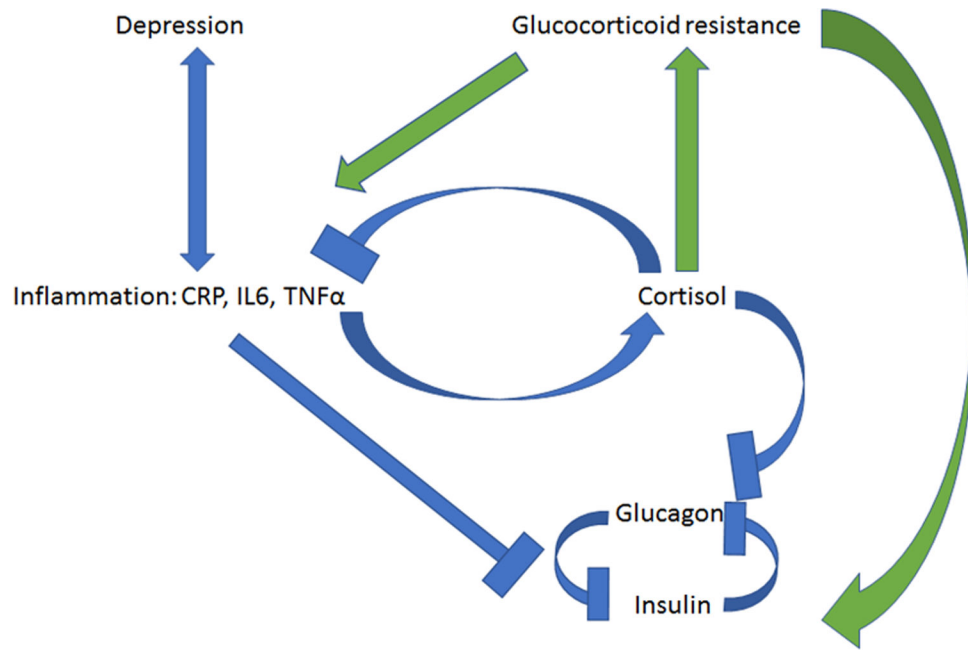 Depression
Glucocorticoid resistance
Inflammation: CRP, IL6, TNFα
Cortisol
Glucagon
Insulin